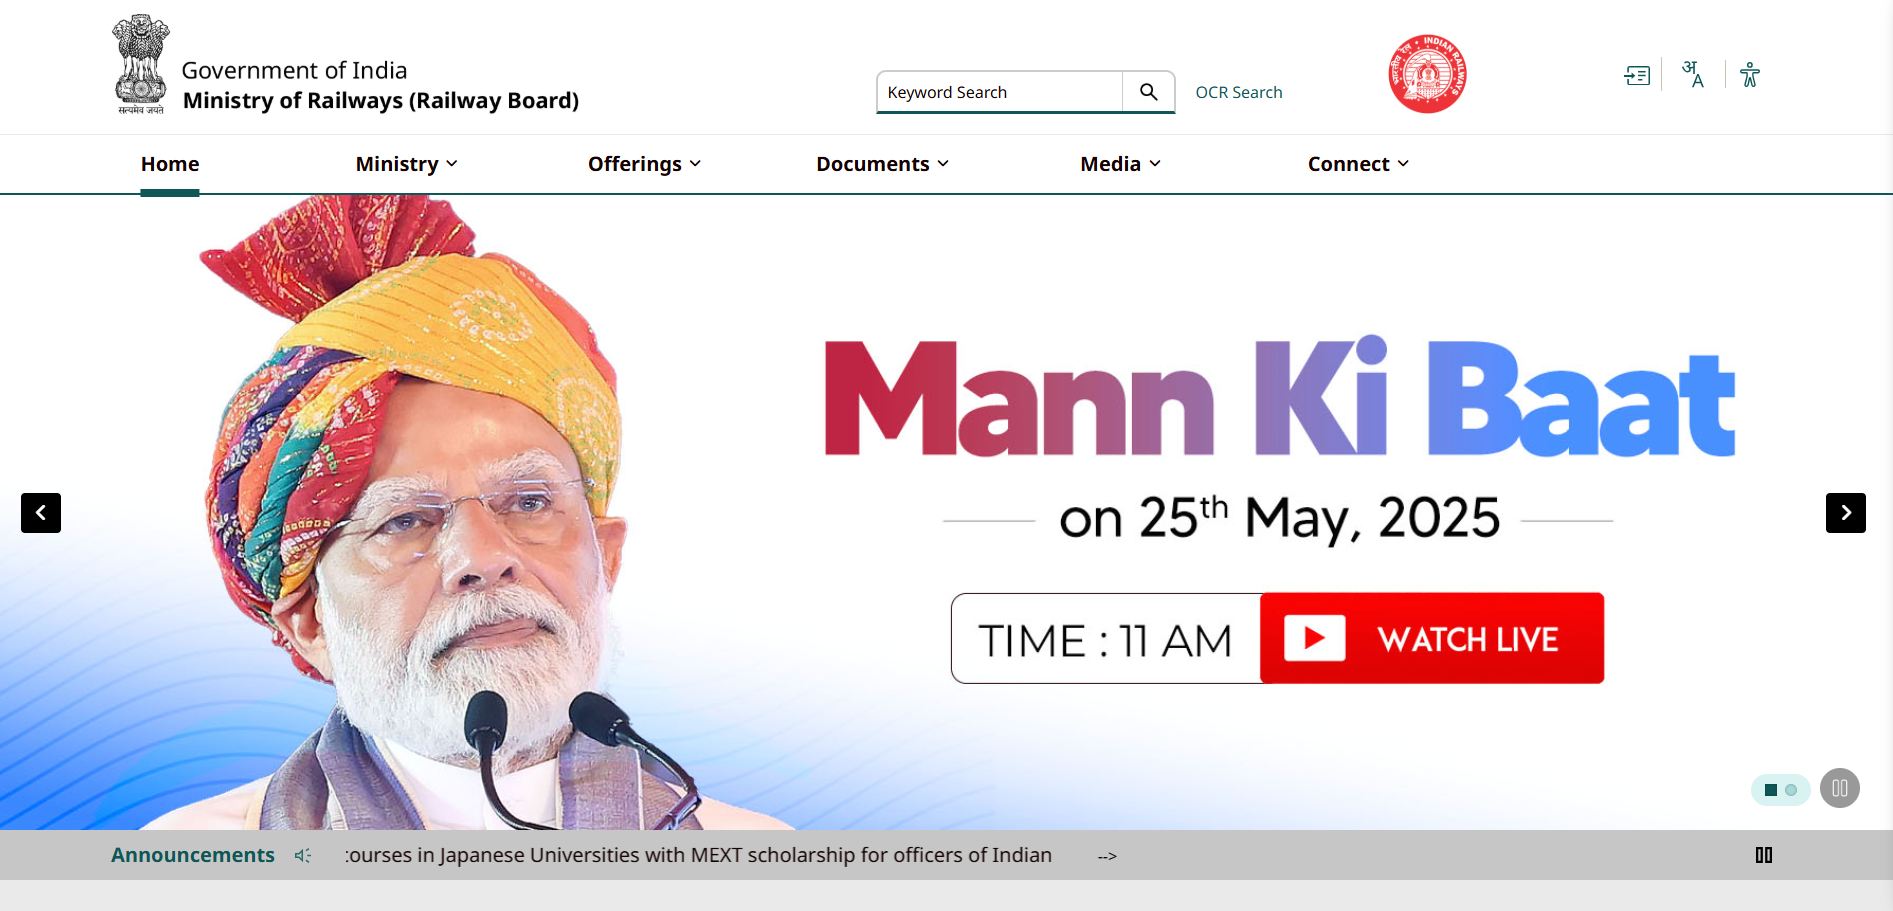 सत्यमेव जयते
Government of India
Ministry of Railways (Railway Board)
Keyword Search
OCR Search
भारतीय रेल • INDIAN RAILWAYS
अ
A
Home
Ministry
Offerings
Documents
Media
Connect
Mann Ki Baat
on 25th May, 2025
TIME : 11 AM
WATCH LIVE
Announcements
:ourses in Japanese Universities with MEXT scholarship for officers of Indian
-->